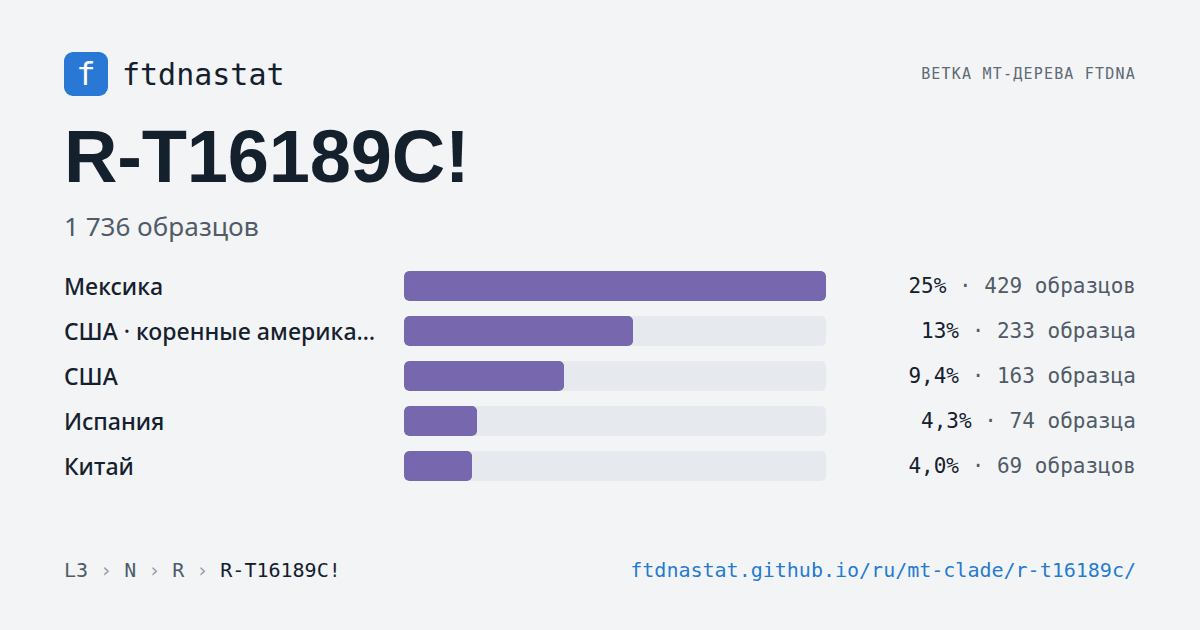 f ftdnastat
ВЕТКА МТ-ДЕРЕВА FTDNA
R-T16189C!
1 736 образцов
Мексика 25% · 429 образцов
США · коренные америка... 13% · 233 образца
США 9,4% · 163 образца
Испания 4,3% · 74 образца
Китай 4,0% · 69 образцов
L3 › N › R › R-T16189C!
ftdnastat.github.io/ru/mt-clade/r-t16189c/